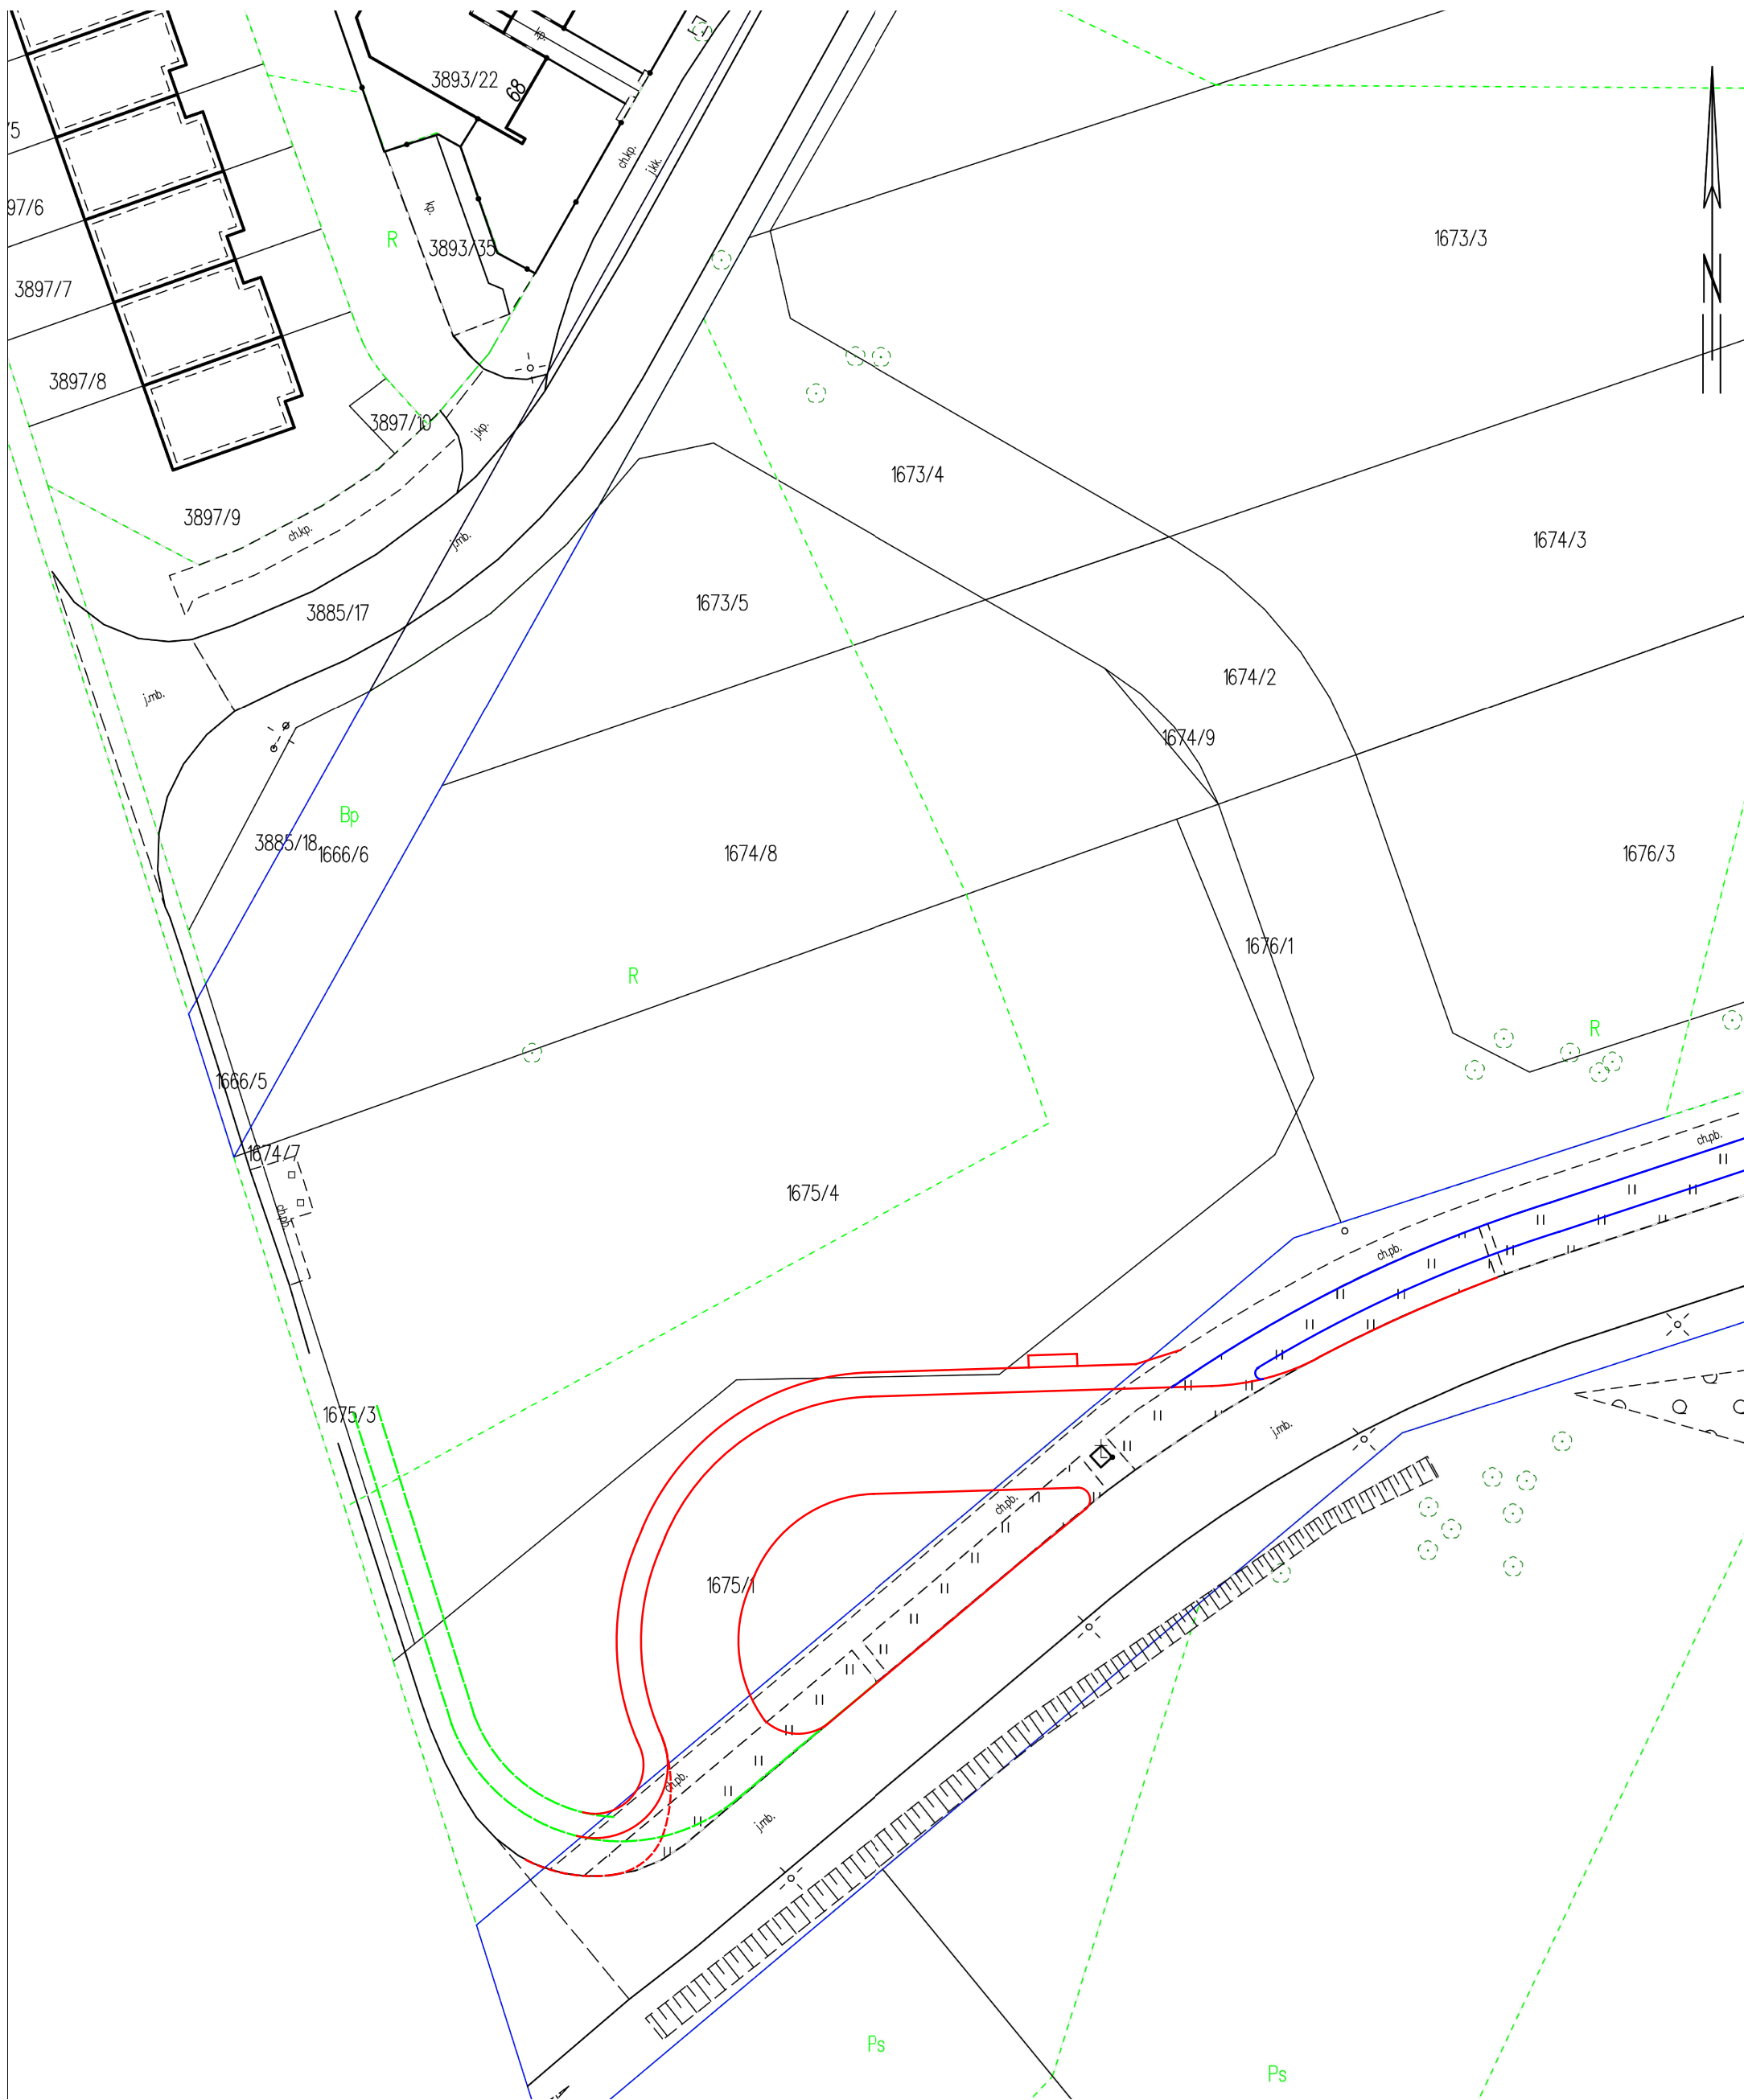 kp.
3893/22
68
/5
ch.kp.
j.kk.
97/6
kp.
R
3893/35
1673/3
N
3897/7
3897/8
3897/10
j.kp.
1673/4
3897/9
ch.kp.
j.mb.
1674/3
1673/5
3885/17
1674/2
j.mb.
1674/9
Bp
3885/18
1666/6
1674/8
1676/3
1676/1
R
R
1666/5
ch.pb.
1674/7
1675/4
ch.pb.
ch.pb.
1675/3
j.mb.
ch.pb.
1675/1
ch.pb.
j.mb.
Ps
Ps